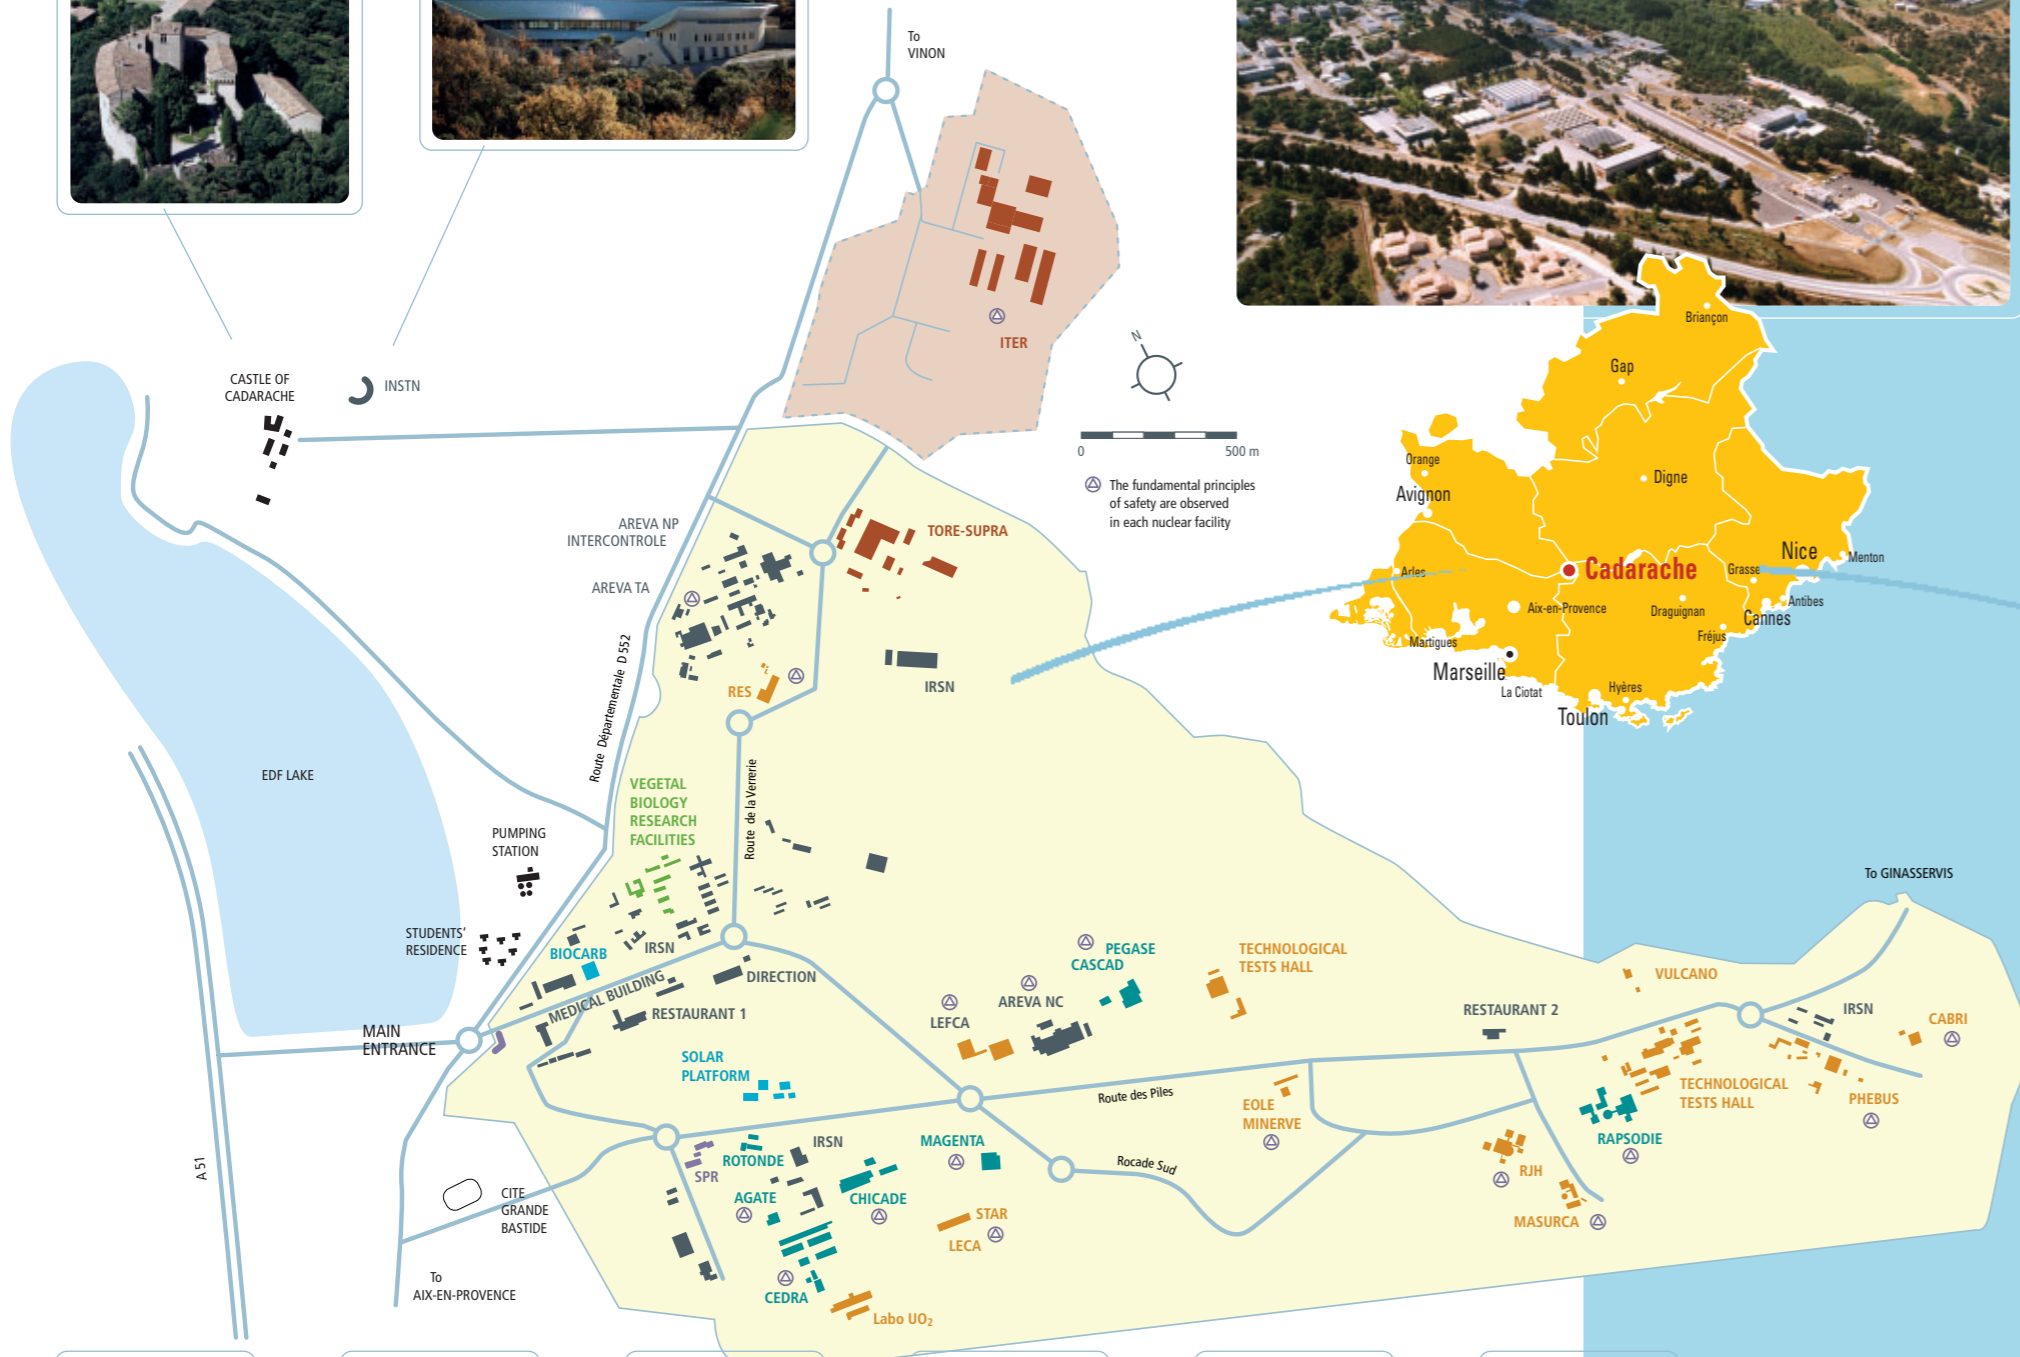 To
VINON
ITER
N
0
500 m
The fundamental principles
of safety are observed
in each nuclear facility
CASTLE OF
CADARACHE
INSTN
AREVA NP
INTERCONTROLE
AREVA TA
TORE-SUPRA
IRSN
RES
Route Départementale D 552
EDF LAKE
VEGETAL
BIOLOGY
RESEARCH
FACILITIES
Route de la Verrerie
PUMPING
STATION
STUDENTS'
RESIDENCE
BIOCARB
IRSN
MEDICAL BUILDING
DIRECTION
RESTAURANT 1
MAIN
ENTRANCE
SOLAR
PLATFORM
LEFCA
AREVA NC
PEGASE
CASCAD
TECHNOLOGICAL
TESTS HALL
Route des Piles
Rocade Sud
EOLE
MINERVE
RESTAURANT 2
VULCANO
To GINASSERVIS
IRSN
CABRI
TECHNOLOGICAL
TESTS HALL
PHEBUS
RAPSODIE
RJH
MASURCA
A 51
CITE
GRANDE
BASTIDE
To
AIX-EN-PROVENCE
SPR
ROTONDE
IRSN
AGATE
CHICADE
MAGENTA
STAR
LECA
CEDRA
Labo UO₂
Briançon
Gap
Orange
Avignon
Digne
Nice
Menton
Cadarache
Grasse
Arles
Aix-en-Provence
Draguignan
Antibes
Cannes
Fréjus
Martigues
Marseille
La Ciotat
Hyères
Toulon